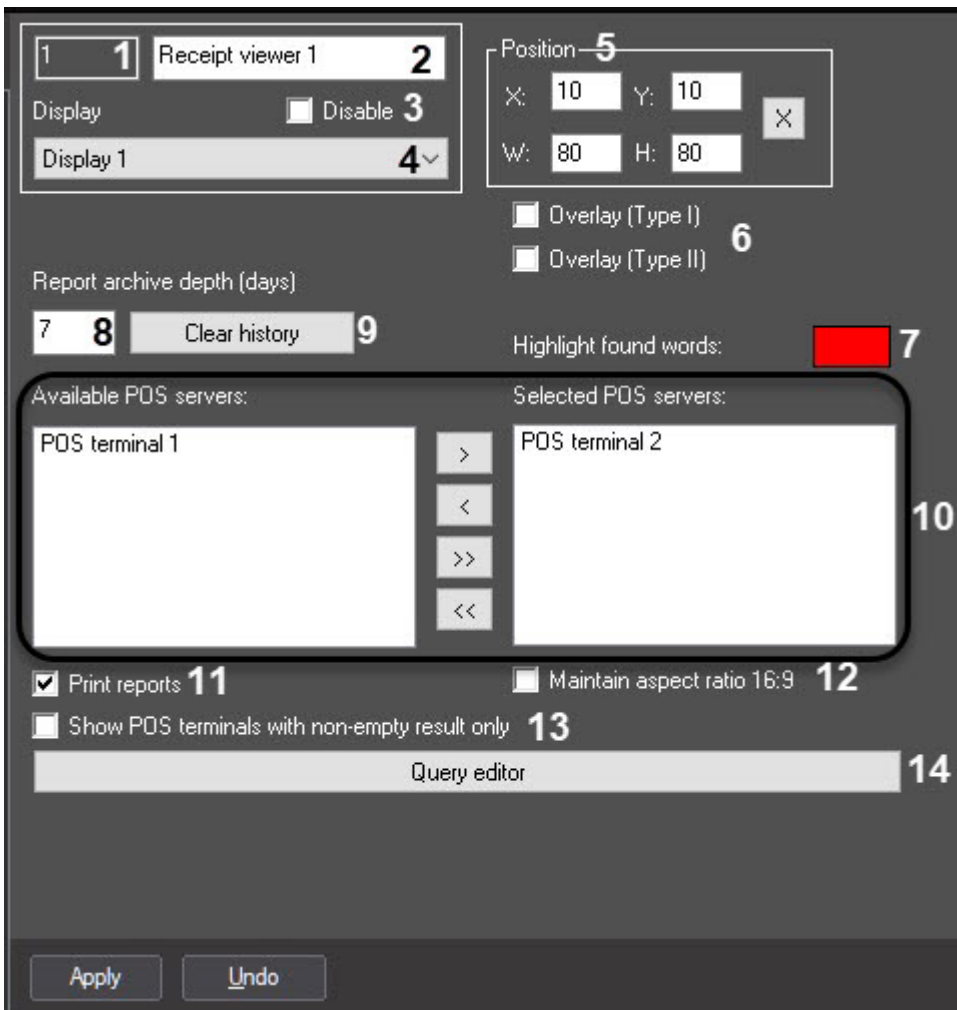 1 1 Receipt viewer 1 2
Display Disable 3
Display 1 4
Position 5
X: 10 Y: 10 X
W: 80 H: 80
Overlay (Type I)
6
Overlay (Type II)
Report archive depth (days)
7 8 Clear history 9
Highlight found words: 7
Available POS servers: Selected POS servers:
POS terminal 1 POS terminal 2
>
<
>>
<<
10
Print reports 11 Maintain aspect ratio 16:9 12
Show POS terminals with non-empty result only 13
Query editor 14
Apply Undo